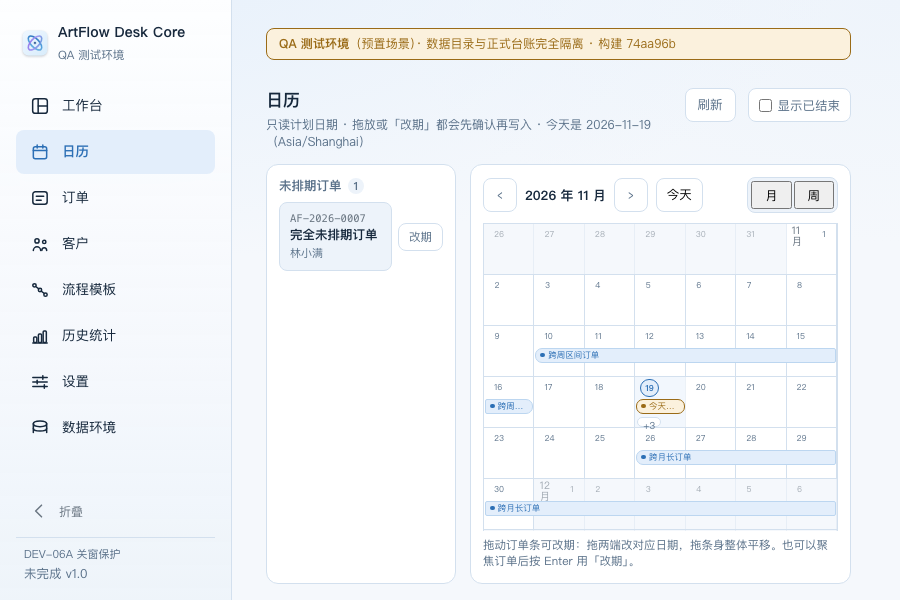 ArtFlow Desk Core
QA 测试环境
工作台
日历
订单
客户
流程模板
历史统计
设置
数据环境
折叠
DEV-06A 关窗保护
未完成 v1.0
QA 测试环境（预置场景）· 数据目录与正式台账完全隔离 · 构建 74aa96b
日历
只读计划日期 · 拖放或「改期」都会先确认再写入 · 今天是 2026-11-19
（Asia/Shanghai）
刷新
显示已结束
未排期订单 1
AF-2026-0007
完全未排期订单
林小满
改期
‹ 2026 年 11 月 › 今天
月 周
26 27 28 29 30 31 11月 1
2 3 4 5 6 7 8
9 10 11 12 13 14 15
跨周区间订单
16 17 18 19 20 21 22
跨周… 今天…
+3
23 24 25 26 27 28 29
跨月长订单
30 12月 1 2 3 4 5 6
跨月长订单
拖动订单条可改期：拖两端改对应日期，拖条身整体平移。也可以聚
焦订单后按 Enter 用「改期」。